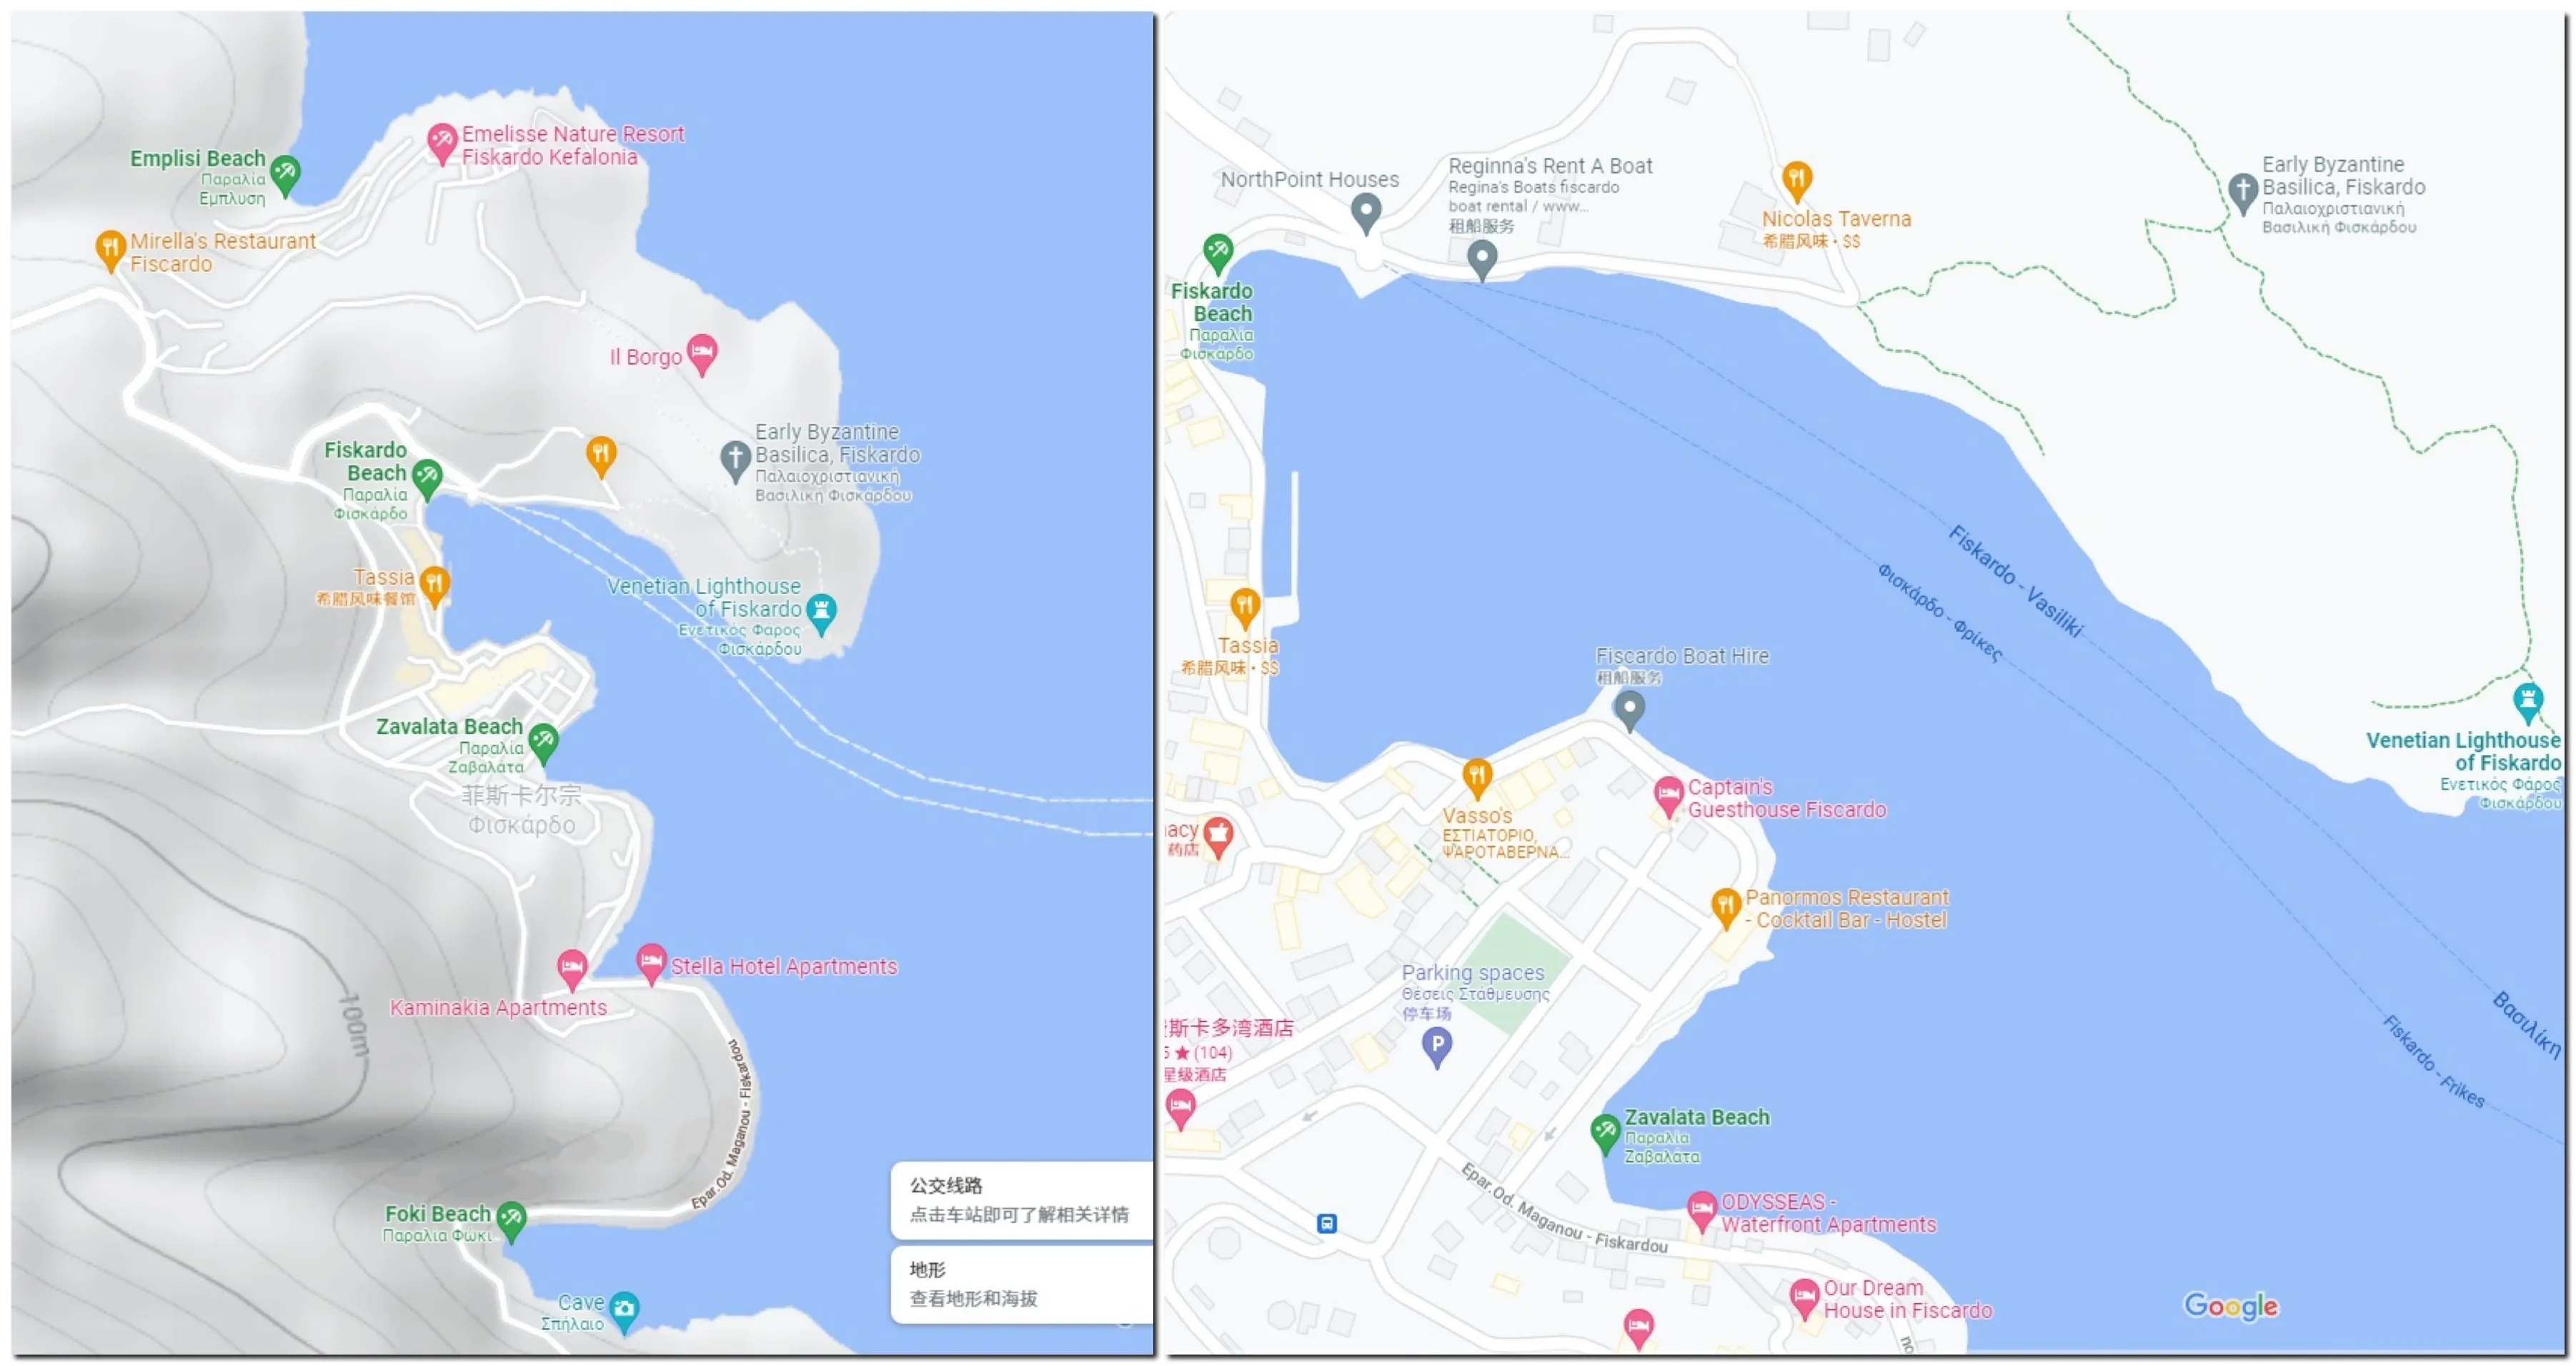 Emelisse Nature Resort
Fiskardo Kefalonia
Emplisi Beach
Παραλία
Εμπλυση
Mirella's Restaurant
Fiscardo
Il Borgo
Early Byzantine
Basilica, Fiskardo
Παλαιοχριστιανική
Βασιλική Φισκάρδου
Fiskardo
Beach
Παραλία
Φισκάρδο
Tassia
希腊风味餐馆
Venetian Lighthouse
of Fiskardo
Ενετικός Φάρος
Φισκάρδου
Zavalata Beach
Παραλία
Ζαβαλάτα
菲斯卡尔宗
Φισκάρδο
Stella Hotel Apartments
Kaminakia Apartments
100m
Epar.Od. Maganou - Fiskardou
Foki Beach
Παραλία Φώκι
Cave
Σπήλαιο
公交线路
点击车站即可了解相关详情
地形
查看地形和海拔
NorthPoint Houses
Reginna's Rent A Boat
Regina's Boats fiscardo
boat rental / www...
租船服务
Nicolas Taverna
希腊风味 · $$
Early Byzantine
Basilica, Fiskardo
Παλαιοχριστιανική
Βασιλική Φισκάρδου
Fiskardo
Beach
Παραλία
Φισκάρδο
Fiskardo - Vasiliki
Φισκάρδο - Φρίκες
Tassia
希腊风味 · $$
Fiscardo Boat Hire
租船服务
Venetian Lighthouse
of Fiskardo
Ενετικός Φάρος
Φισκάρδου
Captain's
Guesthouse Fiscardo
Vasso's
ΕΣΤΙΑΤΟΡΙΟ,
ΨΑΡΟΤΑΒΕΡΝΑ...
acy
药店
Panormos Restaurant
- Cocktail Bar - Hostel
Parking spaces
Θέσεις Στάθμευσης
停车场
P
斯卡多湾酒店
5 ★ (104)
星级酒店
Βασιλίκη
Fiskardo - Frikes
Zavalata Beach
Παραλία
Ζαβαλάτα
ODYSSEAS -
Waterfront Apartments
Epar.Od. Maganou - Fiskardou
Our Dream
House in Fiscardo
Google